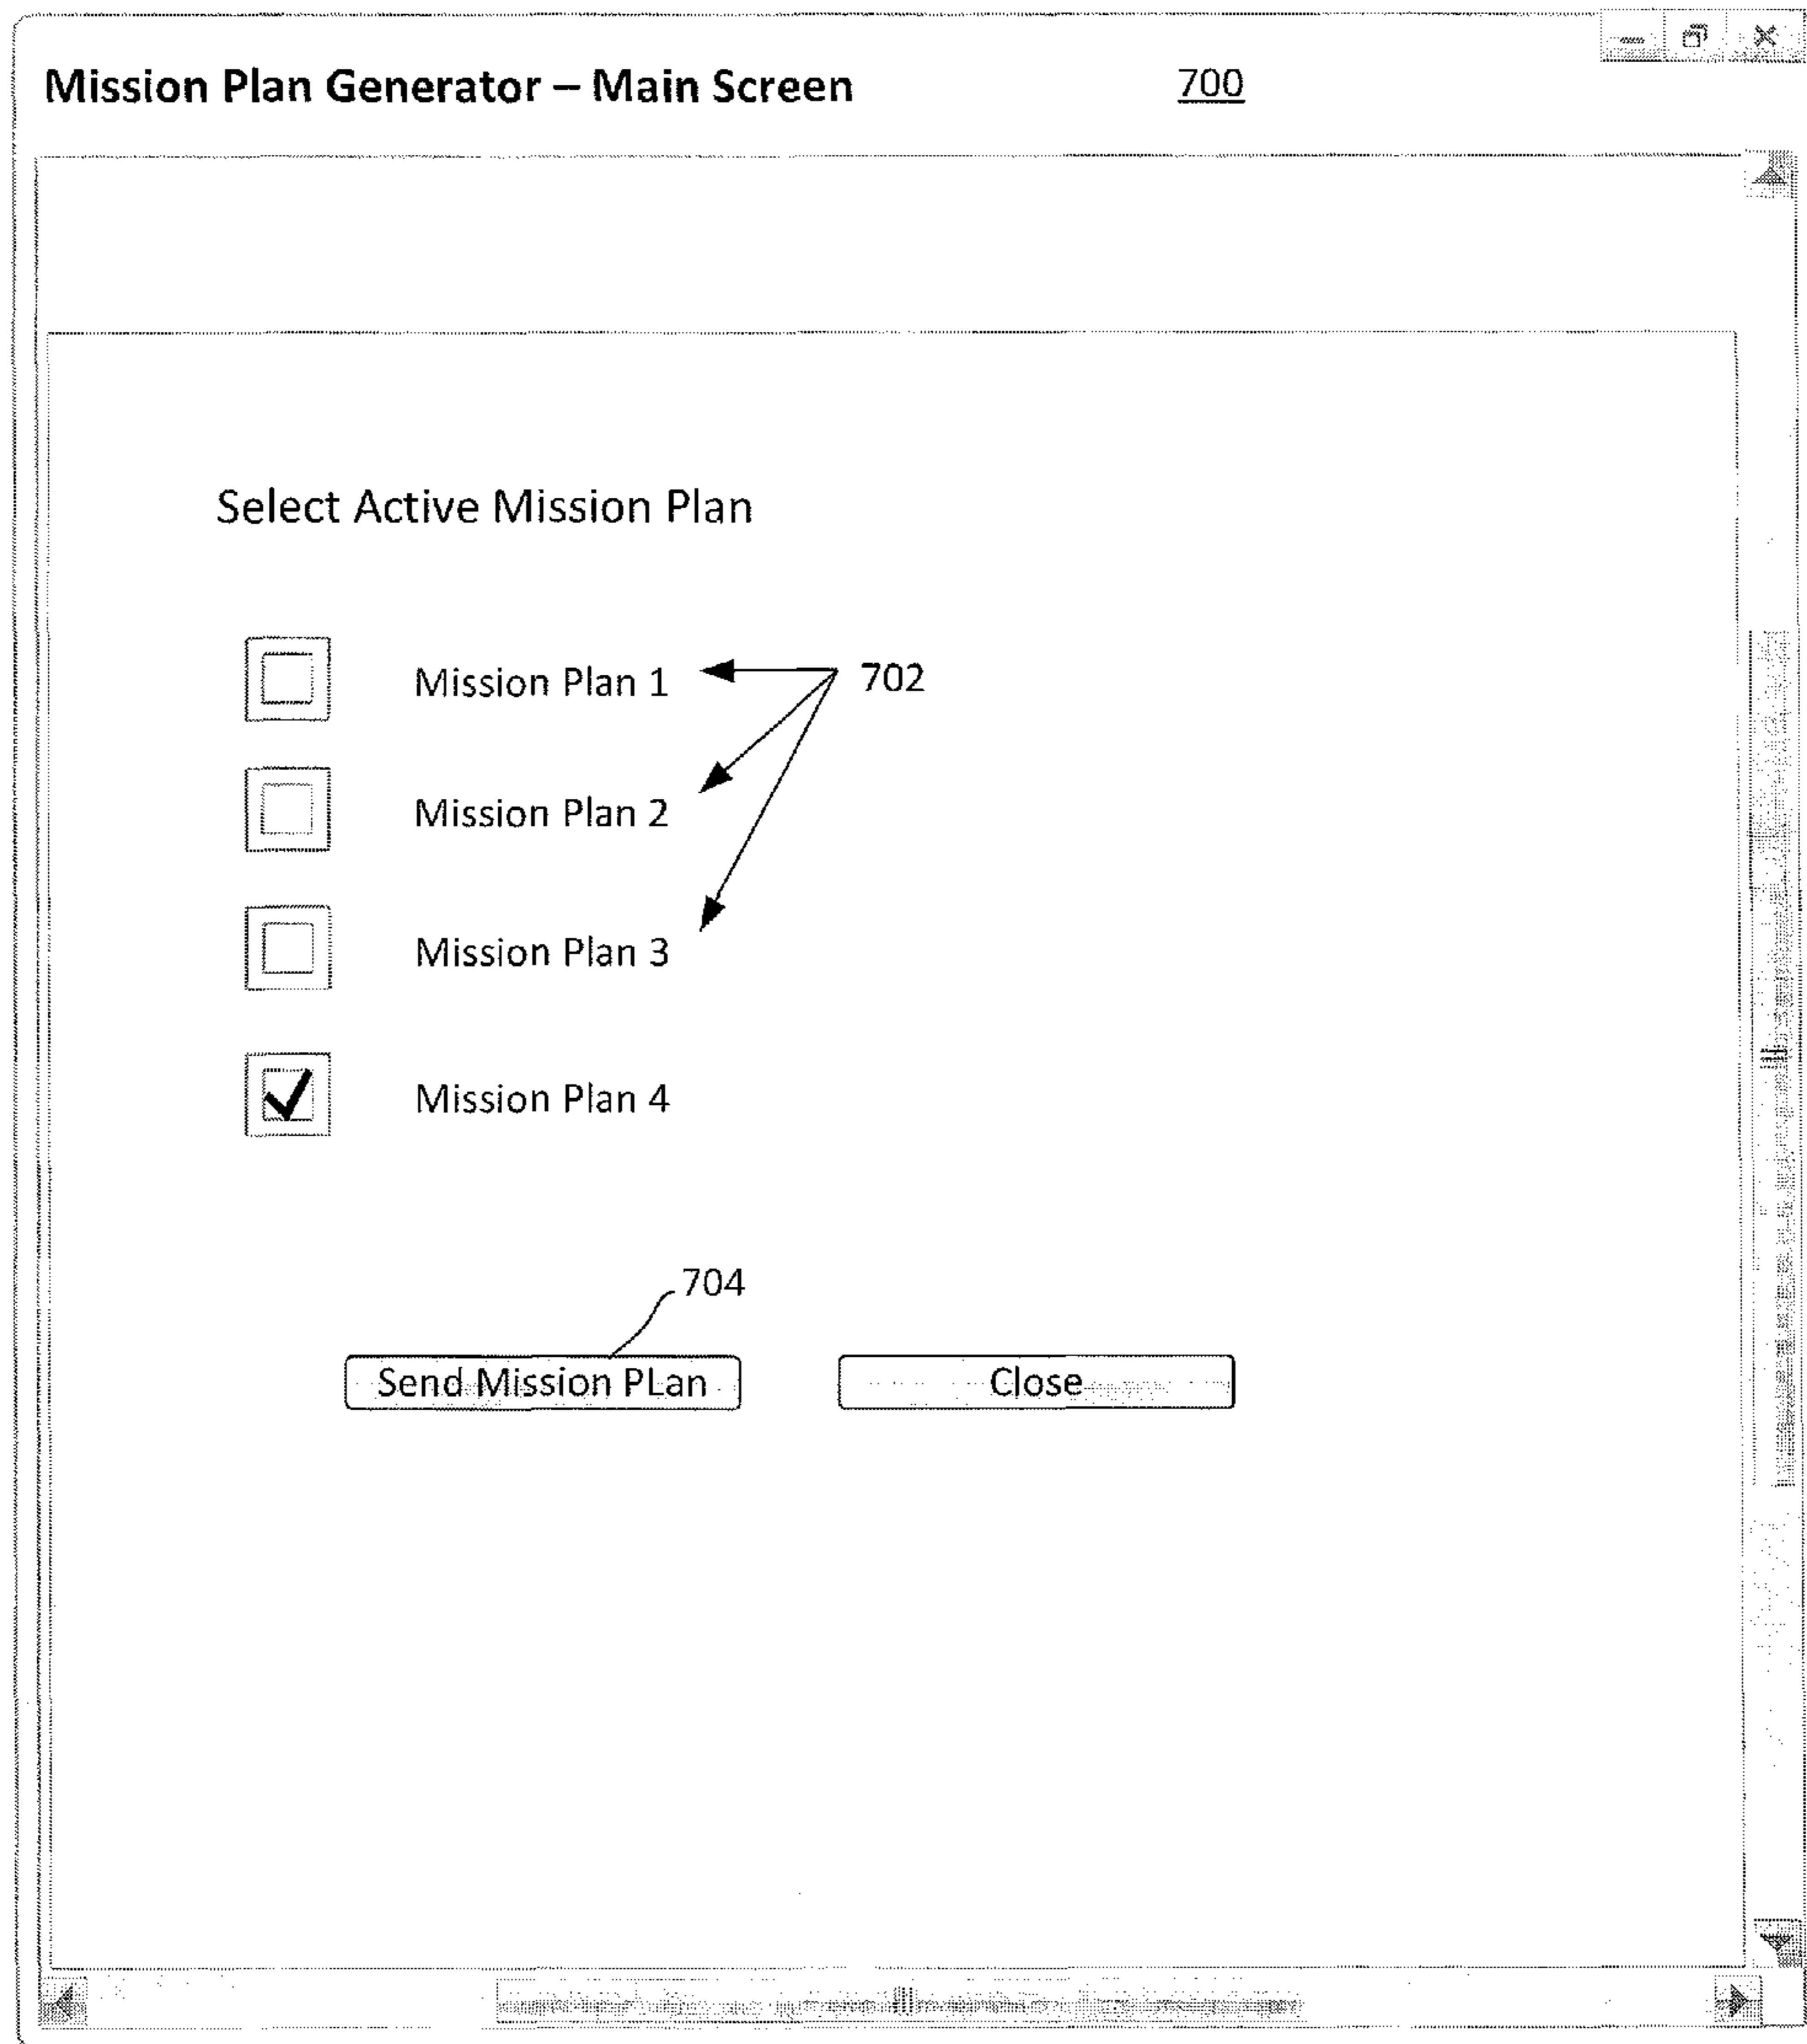 Mission Plan Generator – Main Screen 700
Select Active Mission Plan
Mission Plan 1 702
Mission Plan 2
Mission Plan 3
Mission Plan 4
704
Send Mission PLan Close